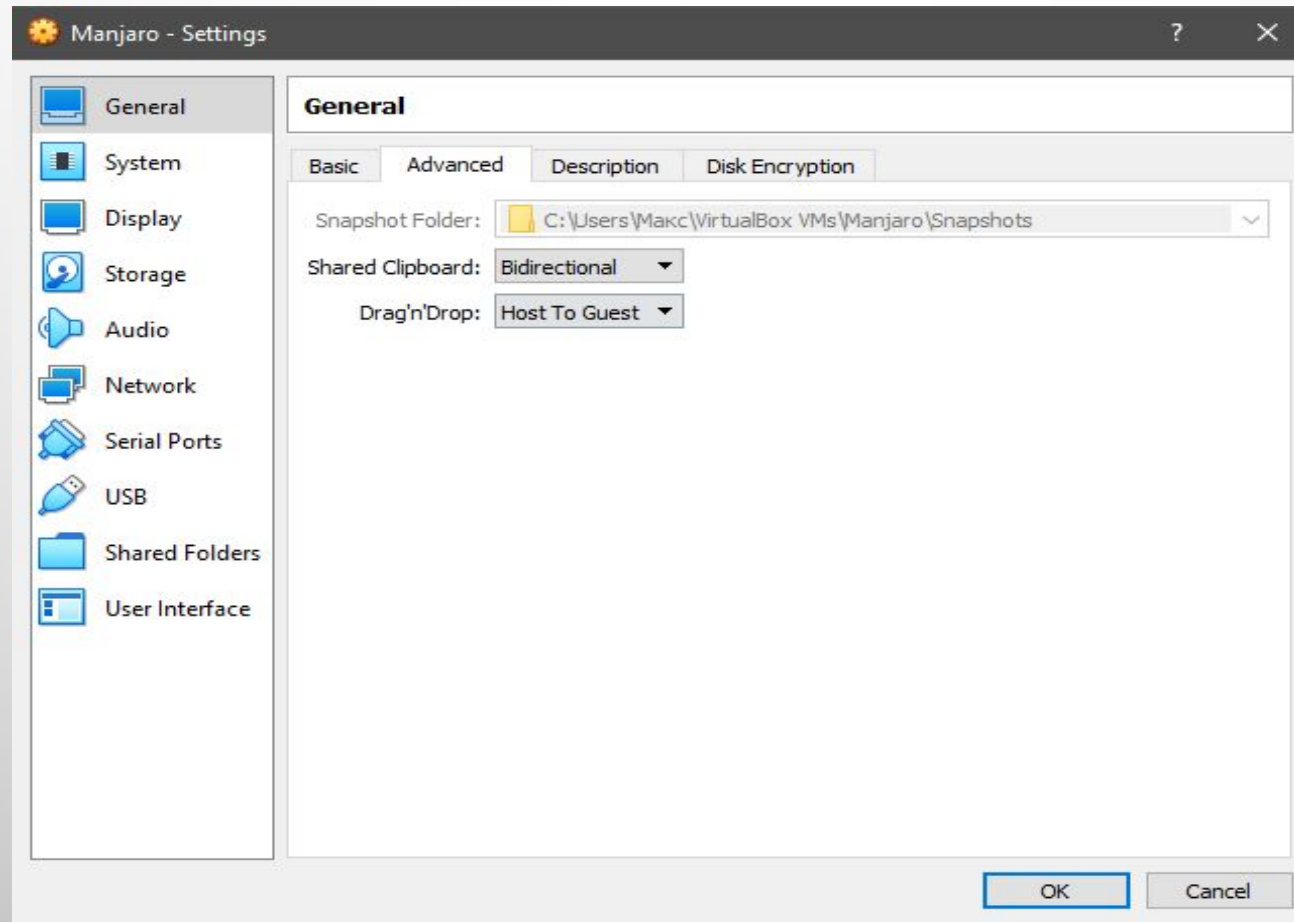 Manjaro - Settings ?
General
System
Display
Storage
Audio
Network
Serial Ports
USB
Shared Folders
User Interface
General
Basic Advanced Description Disk Encryption
Snapshot Folder: C:\Users\Макс\VirtualBox VMs\Manjaro\Snapshots
Shared Clipboard: Bidirectional
Drag'n'Drop: Host To Guest
OK Cancel